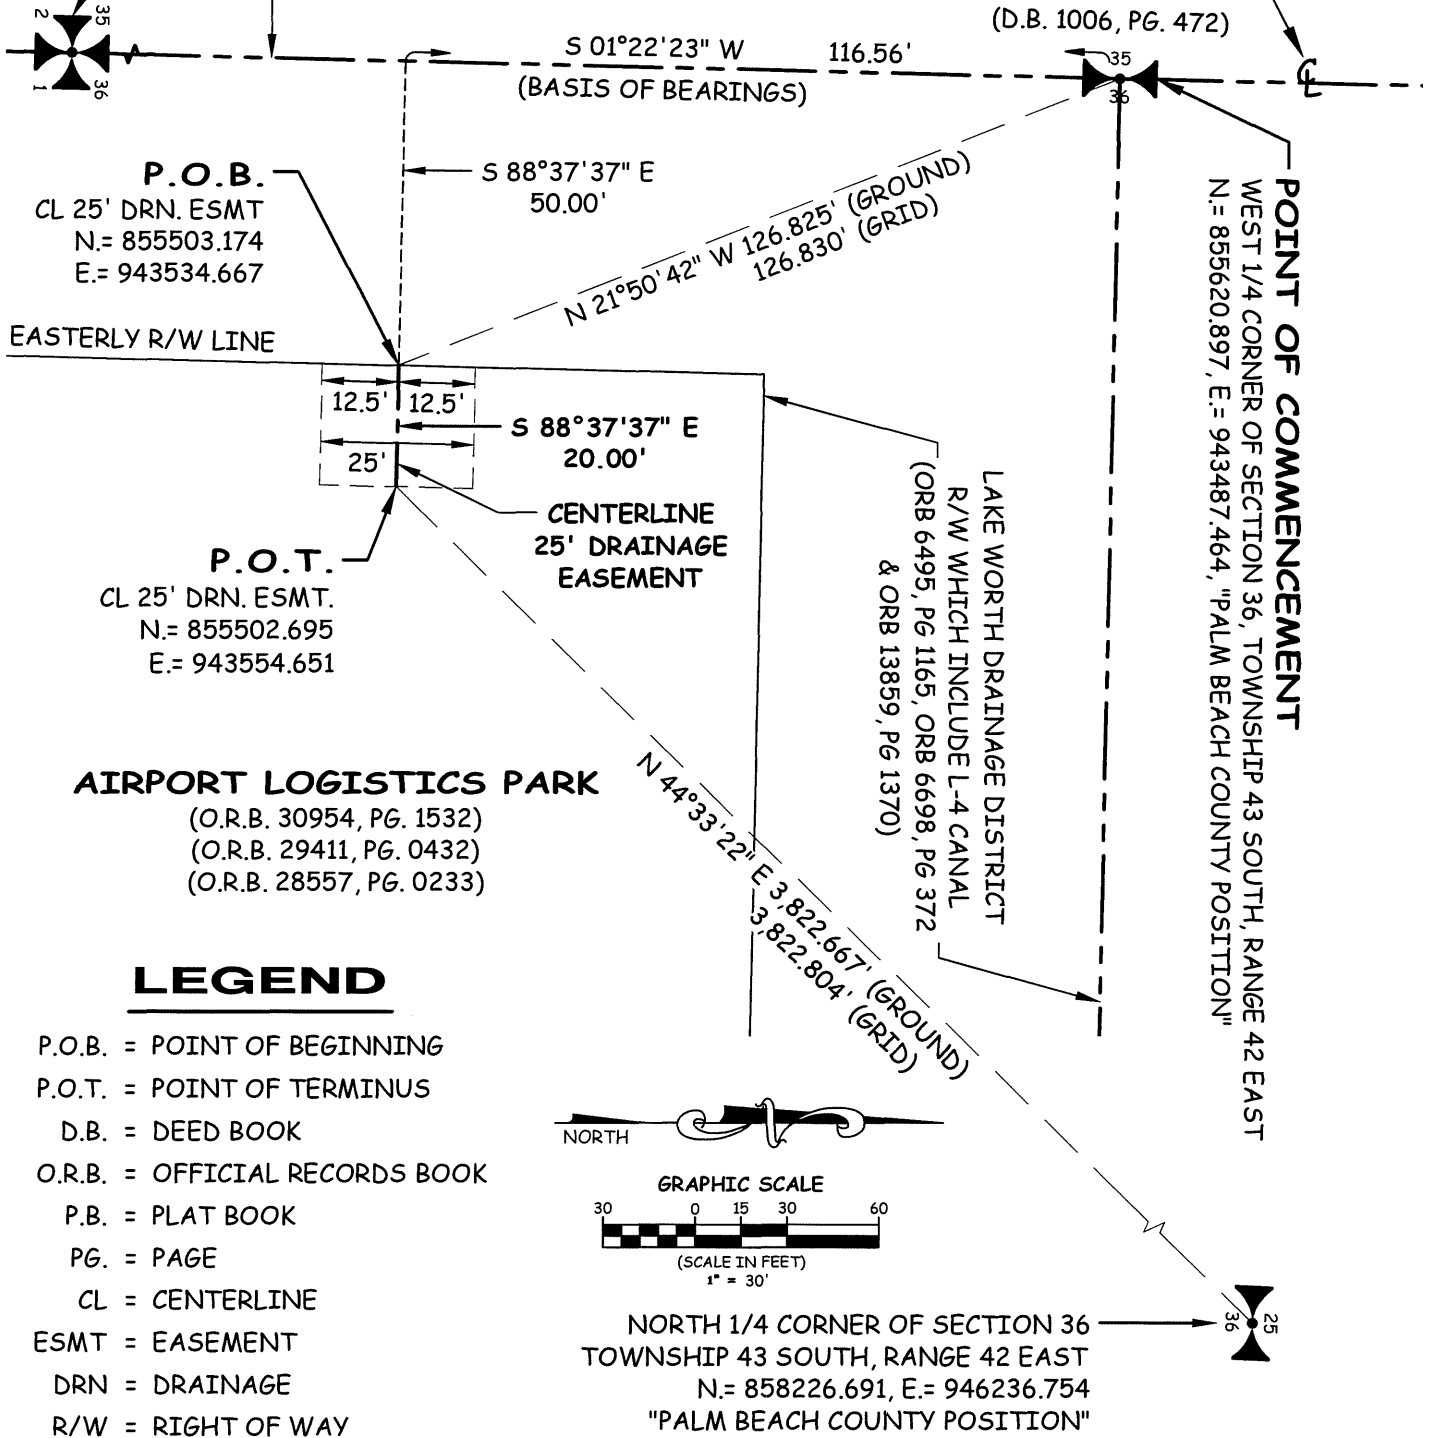 35
2
1
36
(D.B. 1006, PG. 472)
S 01°22'23" W 116.56'
(BASIS OF BEARINGS)
35
36
CL
P.O.B.
CL 25' DRN. ESMT
N.= 855503.174
E.= 943534.667
S 88°37'37" E
50.00'
N 21°50'42" W 126.825' (GROUND)
126.830' (GRID)
POINT OF COMMENCEMENT
WEST 1/4 CORNER OF SECTION 36, TOWNSHIP 43 SOUTH, RANGE 42 EAST
N.= 855620.897, E.= 943487.464, "PALM BEACH COUNTY POSITION"
EASTERLY R/W LINE
12.5' 12.5'
S 88°37'37" E
20.00'
25'
CENTERLINE
25' DRAINAGE
EASEMENT
P.O.T.
CL 25' DRN. ESMT.
N.= 855502.695
E.= 943554.651
LAKE WORTH DRAINAGE DISTRICT
R/W WHICH INCLUDE L-4 CANAL
(ORB 6495, PG 1165, ORB 6698, PG 372
& ORB 13859, PG 1370)
AIRPORT LOGISTICS PARK
(O.R.B. 30954, PG. 1532)
(O.R.B. 29411, PG. 0432)
(O.R.B. 28557, PG. 0233)
N 44°33'22" E 3,822.667' (GROUND)
3,822.804' (GRID)
LEGEND
P.O.B. = POINT OF BEGINNING
P.O.T. = POINT OF TERMINUS
D.B. = DEED BOOK
O.R.B. = OFFICIAL RECORDS BOOK
P.B. = PLAT BOOK
PG. = PAGE
CL = CENTERLINE
ESMT = EASEMENT
DRN = DRAINAGE
R/W = RIGHT OF WAY
NORTH
N
GRAPHIC SCALE
30 0 15 30 60
(SCALE IN FEET)
1" = 30'
36
25
NORTH 1/4 CORNER OF SECTION 36
TOWNSHIP 43 SOUTH, RANGE 42 EAST
N.= 858226.691, E.= 946236.754
"PALM BEACH COUNTY POSITION"